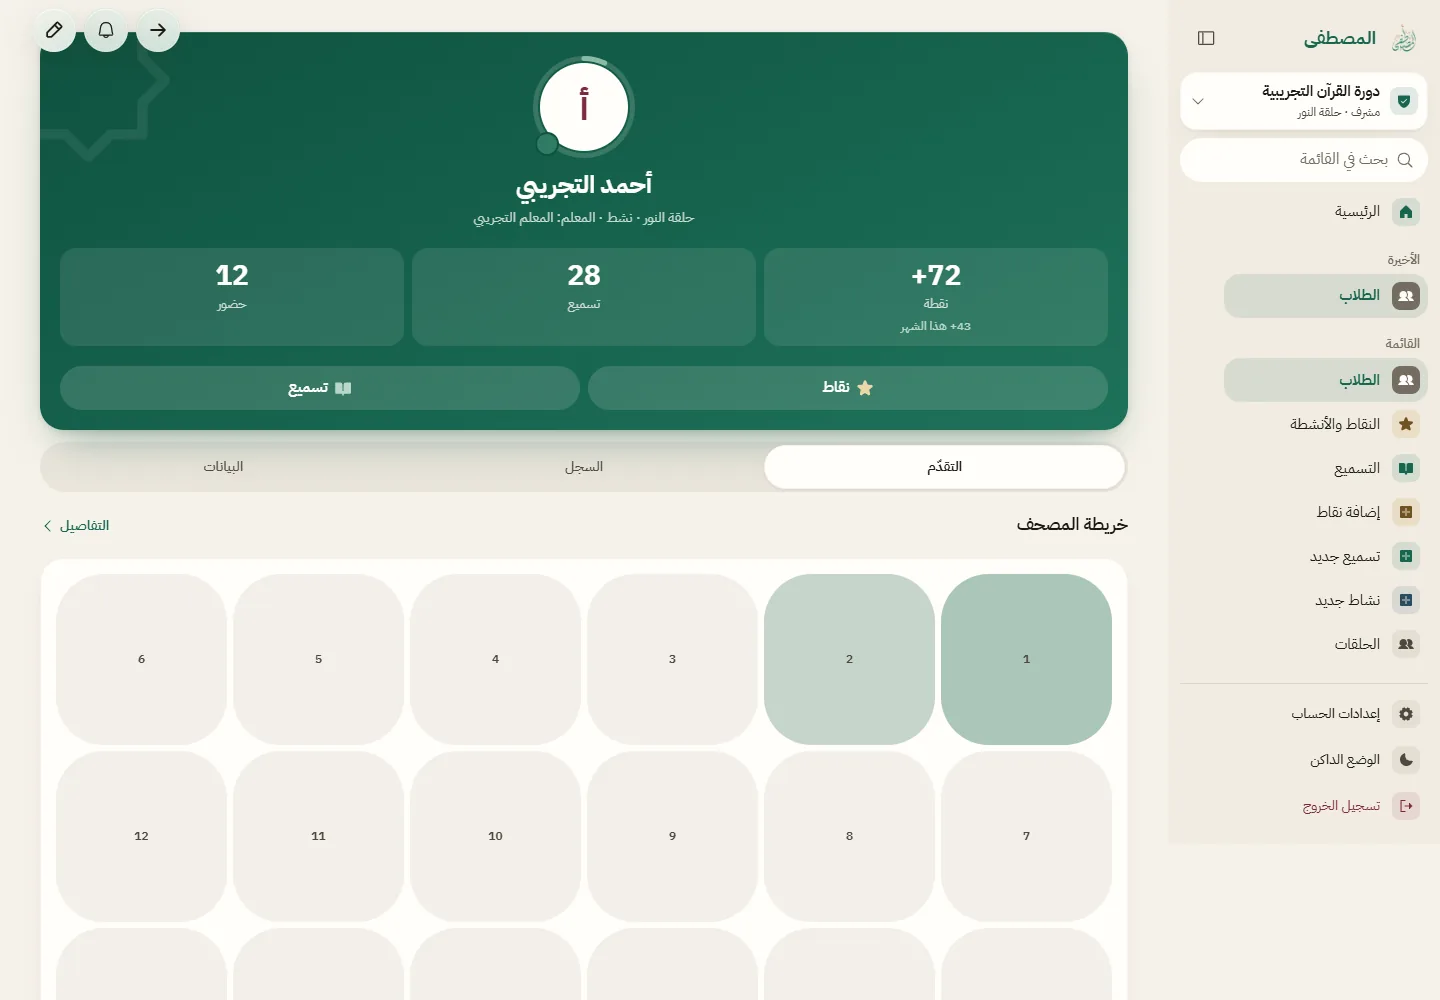 المصطفى
دورة القرآن التجريبية
مشرف · حلقة النور
بحث في القائمة
الرئيسية
الأخيرة
الطلاب
القائمة
الطلاب
النقاط والأنشطة
التسميع
إضافة نقاط
تسميع جديد
نشاط جديد
الحلقات
إعدادات الحساب
الوضع الداكن
تسجيل الخروج
أ
أحمد التجريبي
حلقة النور · نشط · المعلم: المعلم التجريبي
+72
نقطة
+43 هذا الشهر
28
تسميع
12
حضور
نقاط
تسميع
التقدّم
السجل
البيانات
خريطة المصحف
التفاصيل
1 2 3 4 5 6
7 8 9 10 11 12